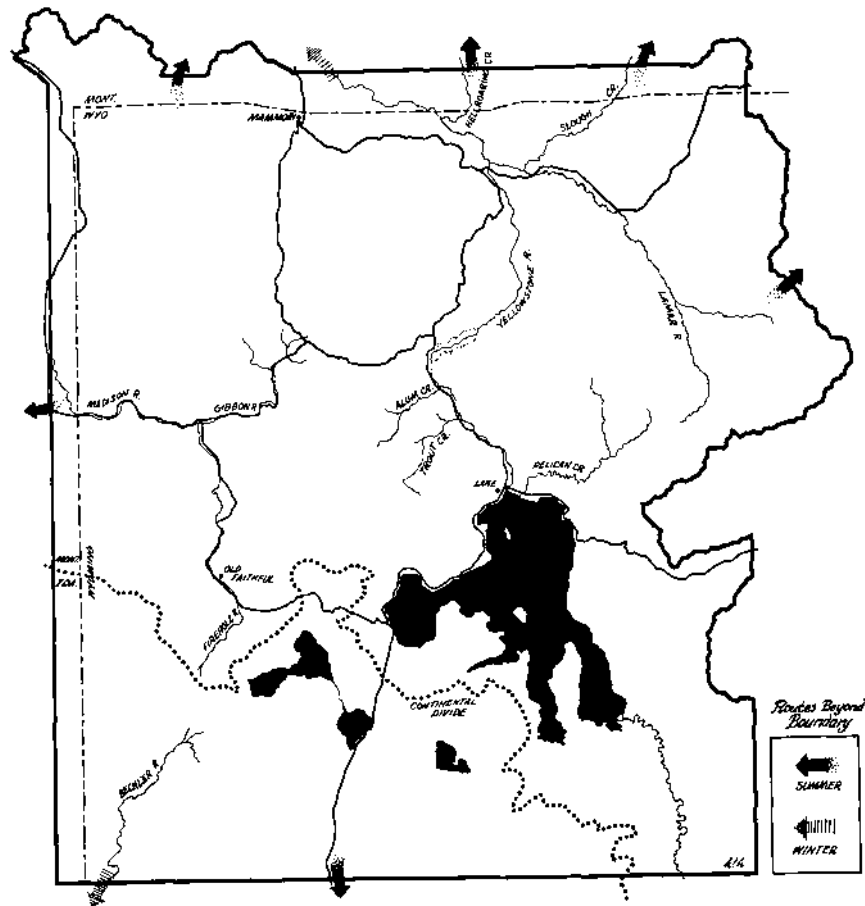 MONT.
WYO
MAMMOTH
HELLROARING CR.
SLOUGH CR.
YELLOWSTONE R.
LAMAR R.
MADISON R.
GIBBON R.
ALUM CR.
TROUT CR.
PELICAN CR
LAKE
MONT.
IDA.
WYOMING
OLD
FAITHFUL
FIREHOLE R.
CONTINENTAL
DIVIDE
BECHLER R.
Routes Beyond
Boundary
SUMMER
WINTER